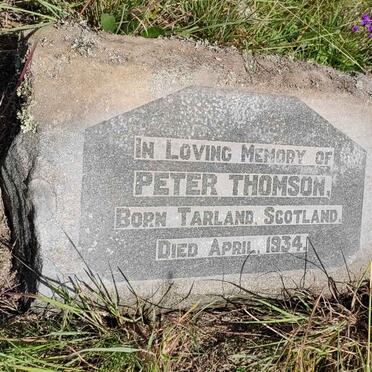 IN LOVING MEMORY OF
PETER THOMSON.
BORN TARLAND, SCOTLAND.
DIED APRIL, 1934.